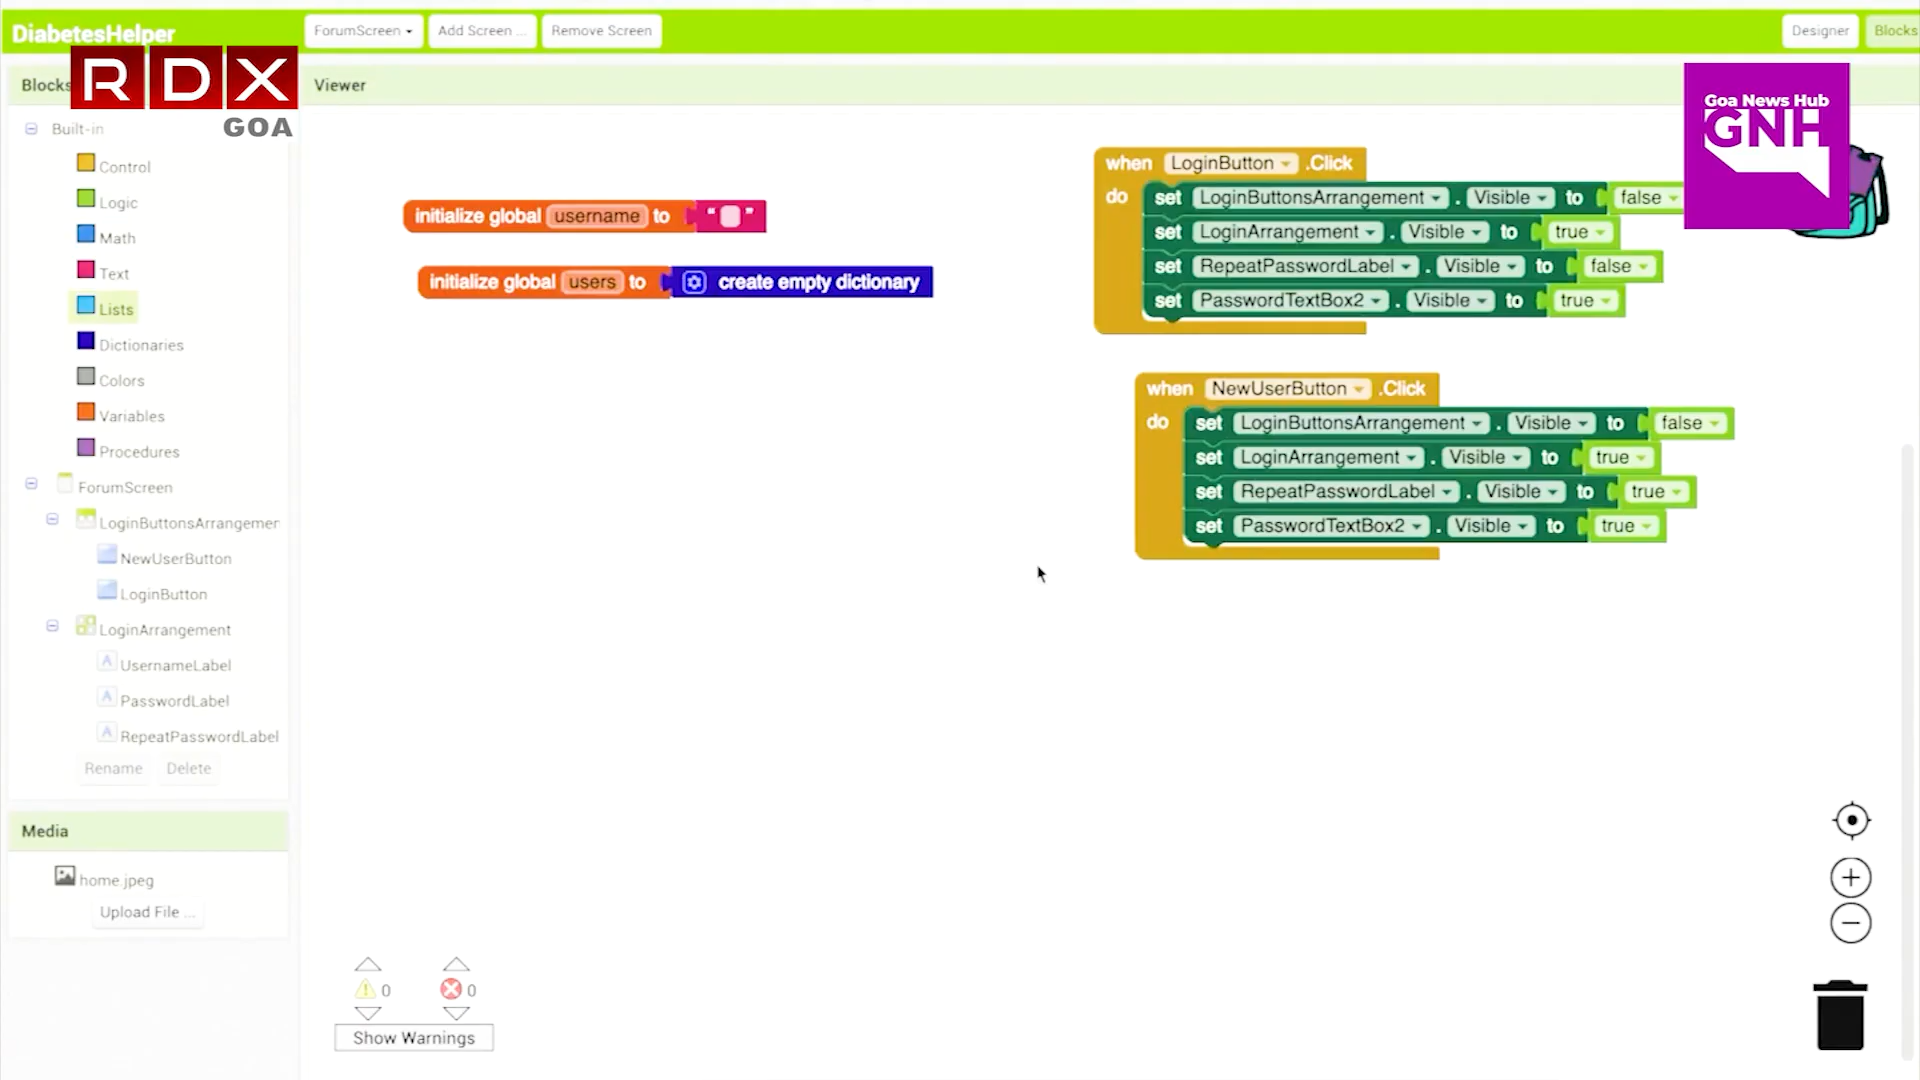 DiabetesHelper
ForumScreen
Add Screen ...
Remove Screen
Designer
Blocks
RDX
GOA
Goa News Hub
GNH
Blocks
Viewer
Built-in
Control
Logic
Math
Text
Lists
Dictionaries
Colors
Variables
Procedures
ForumScreen
LoginButtonsArrangemen
NewUserButton
LoginButton
LoginArrangement
UsernameLabel
PasswordLabel
RepeatPasswordLabel
Rename Delete
Media
home.jpeg
Upload File ...
initialize global username to " "
initialize global users to create empty dictionary
when LoginButton .Click
do set LoginButtonsArrangement . Visible to false
set LoginArrangement . Visible to true
set RepeatPasswordLabel . Visible to false
set PasswordTextBox2 . Visible to true
when NewUserButton .Click
do set LoginButtonsArrangement . Visible to false
set LoginArrangement . Visible to true
set RepeatPasswordLabel . Visible to true
set PasswordTextBox2 . Visible to true
0 0
Show Warnings